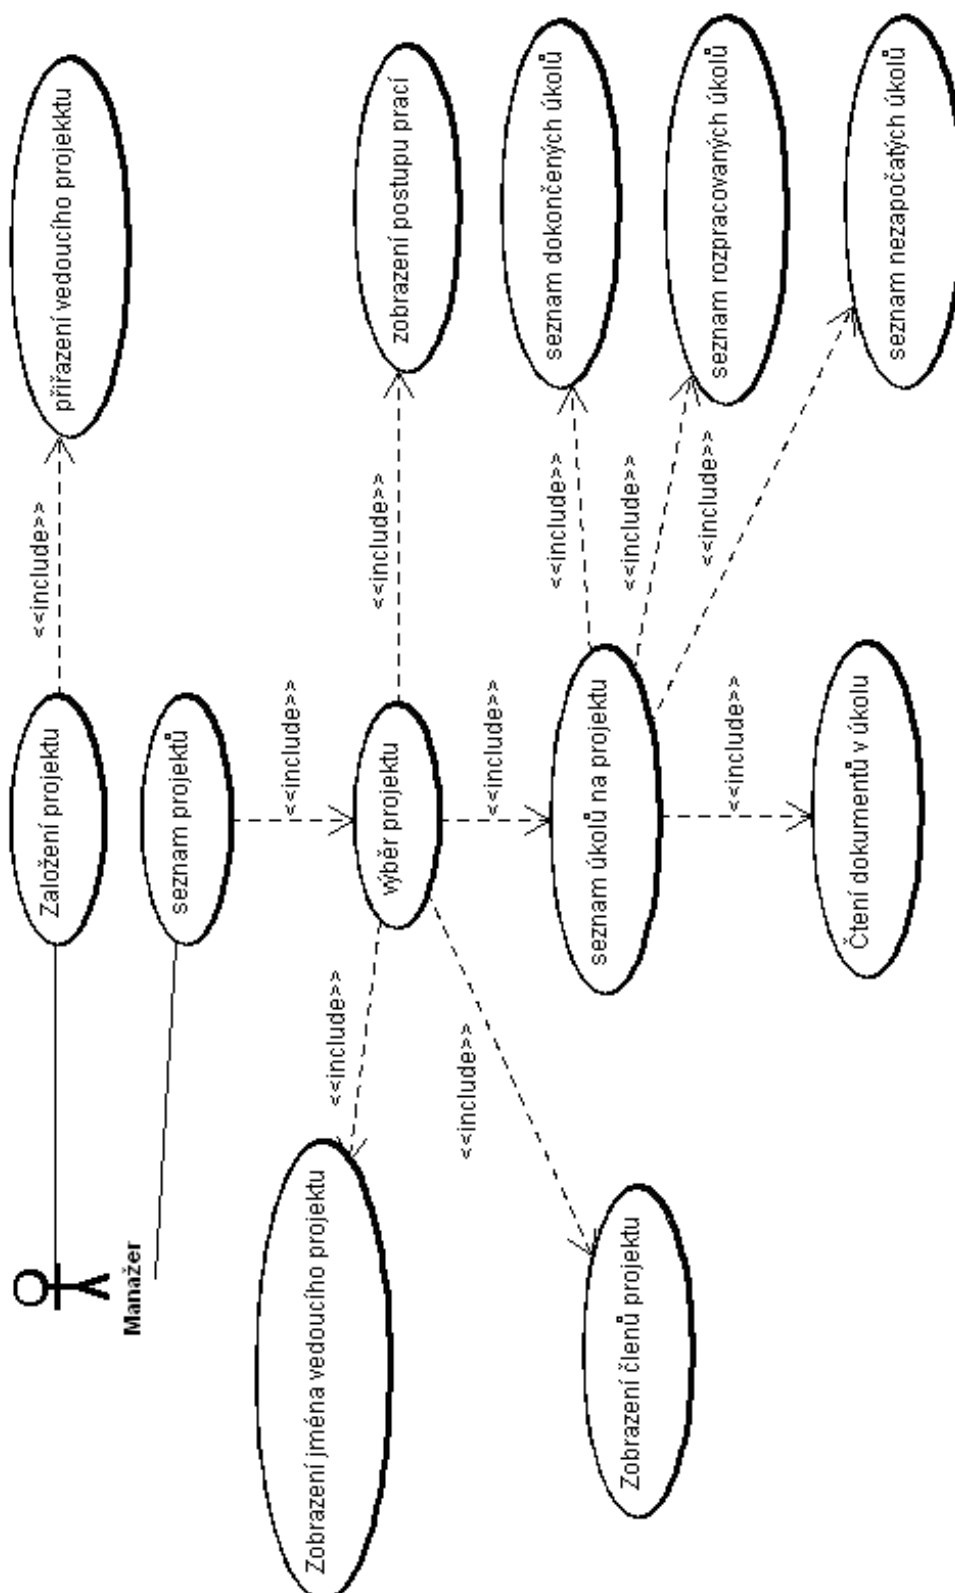 Manažer
Založení projektu
<<include>>
přiřazení vedoucího projekktu
seznam projektů
<<include>>
Zobrazení jména vedoucího projektu
<<include>>
výběr projektu
<<include>>
zobrazení postupu prací
<<include>>
<<include>>
Zobrazení členů projektu
seznam úkolů na projektu
<<include>>
seznam dokončených úkolů
<<include>>
seznam rozpracovaných úkolů
<<include>>
seznam nezapočatých úkolů
<<include>>
Čtení dokumentů v úkolu